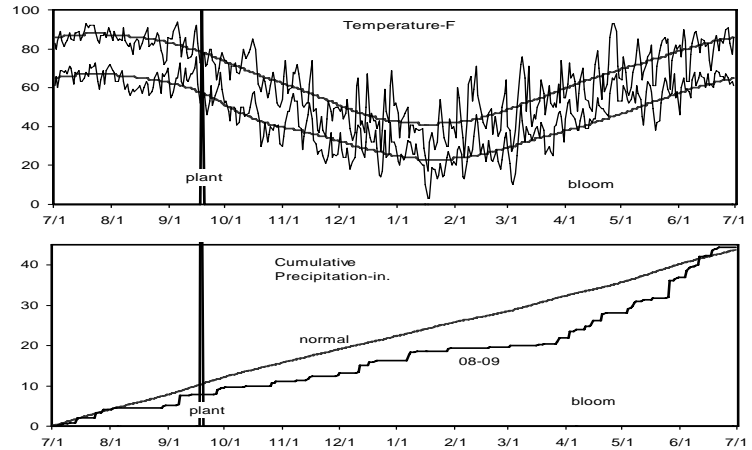 100
Temperature-F
80
60
40
20
plant
bloom
0
7/1 8/1 9/1 10/1 11/1 12/1 1/1 2/1 3/1 4/1 5/1 6/1 7/1
Cumulative
Precipitation-in.
40
30
normal
20
08-09
10
plant
bloom
0
7/1 8/1 9/1 10/1 11/1 12/1 1/1 2/1 3/1 4/1 5/1 6/1 7/1